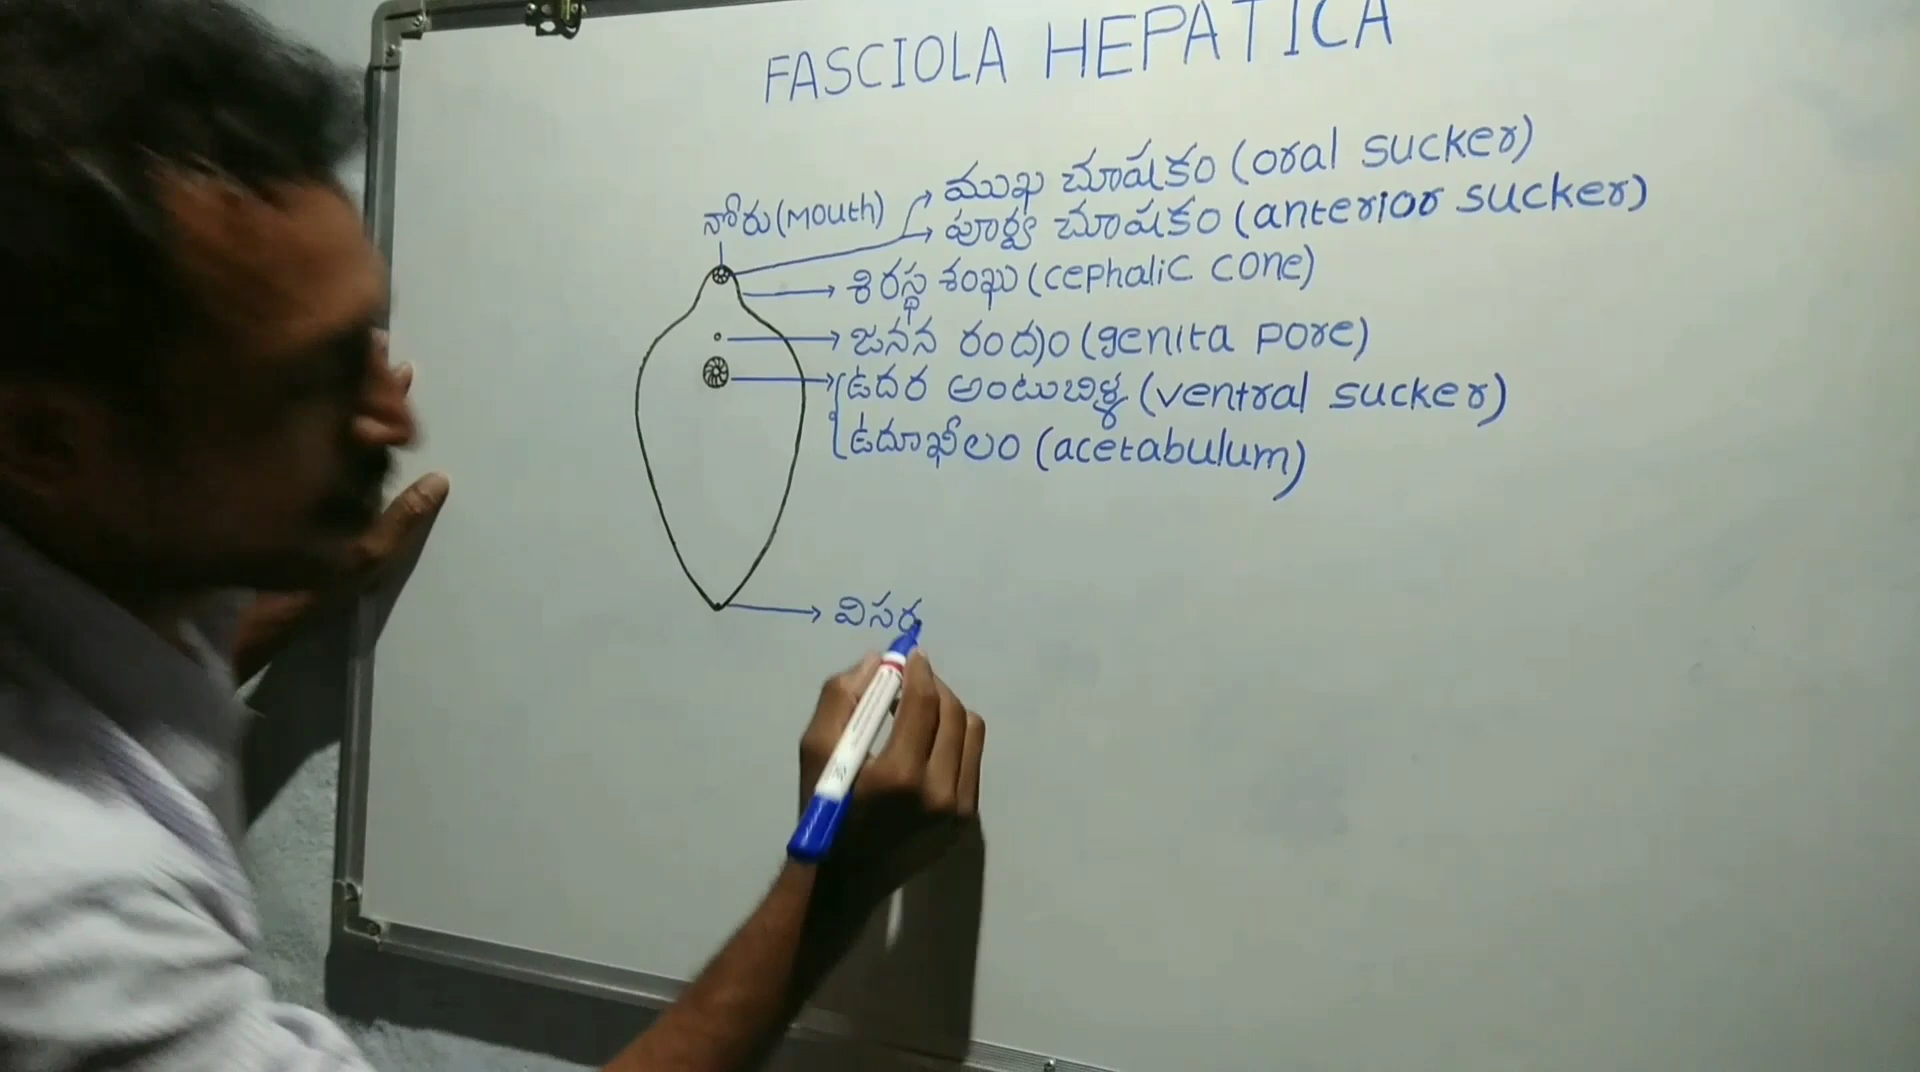 FASCIOLA HEPATICA
ముఖ చూషకం (oral sucker)
నోరు (mouth)
పూర్వ చూషకం (anterior sucker)
శిరస్థ శంఖు (cephalic cone)
జనన రంధ్రం (genita pore)
ఉదర అంటుబిళ్ళ (ventral sucker)
ఉదూఖీలం (acetabulum)
విసర